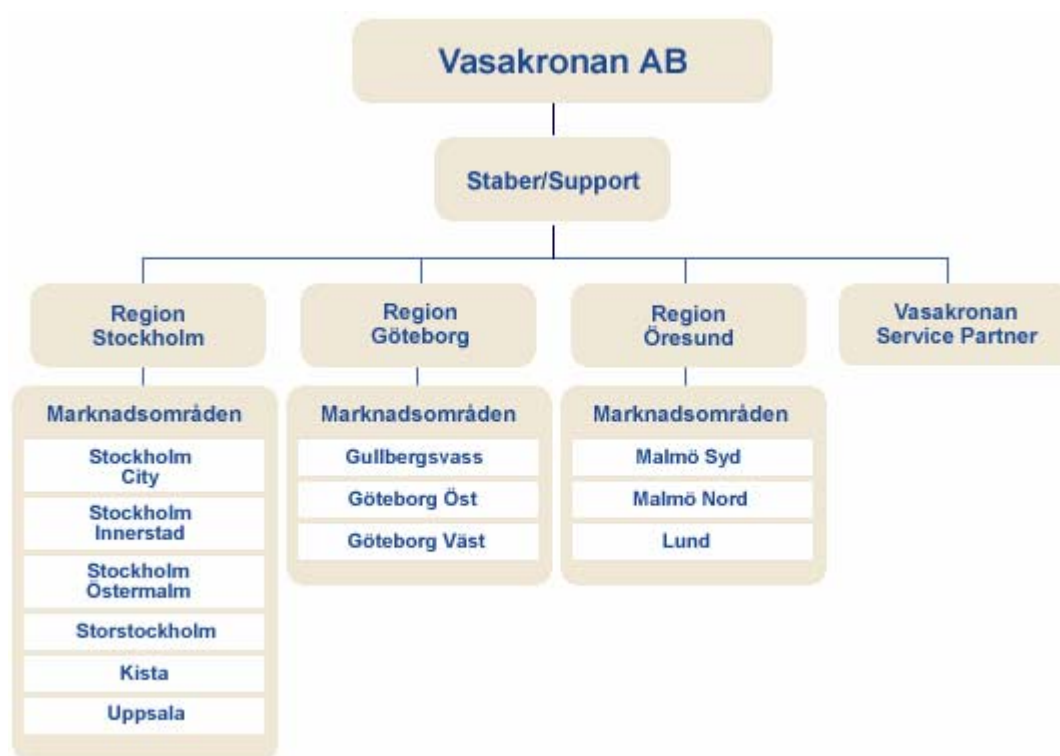 Vasakronan AB
Staber/Support
Region
Stockholm
Region
Göteborg
Region
Öresund
Vasakronan
Service Partner
Marknadsområden
Stockholm
City
Stockholm
Innerstad
Stockholm
Östermalm
Storstockholm
Kista
Uppsala
Marknadsområden
Gullbergsvass
Göteborg Öst
Göteborg Väst
Marknadsområden
Malmö Syd
Malmö Nord
Lund